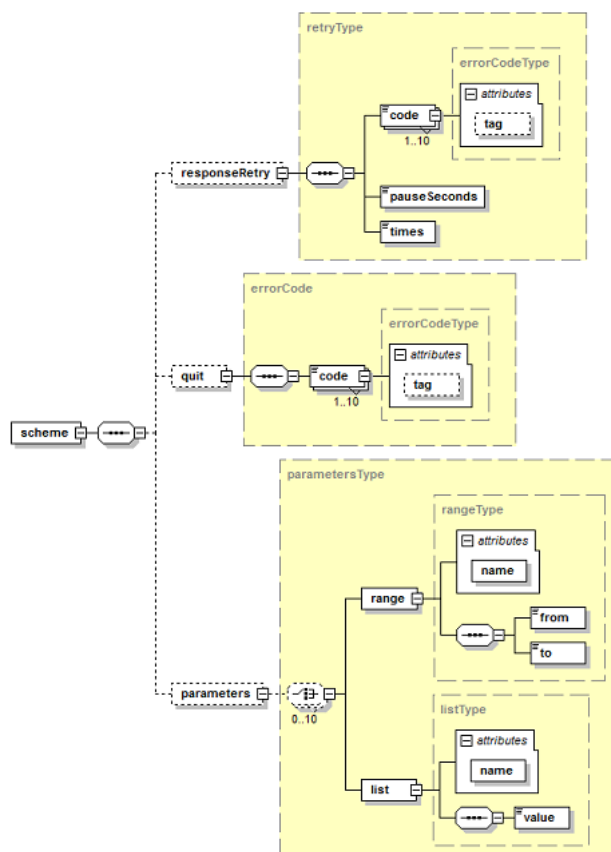 retryType
errorCodeType
attributes
code
tag
1..10
responseRetry
pauseSeconds
times
errorCode
errorCodeType
attributes
quit
code
tag
1..10
scheme
parametersType
rangeType
attributes
name
range
from
to
parameters
0..10
listType
attributes
name
list
value